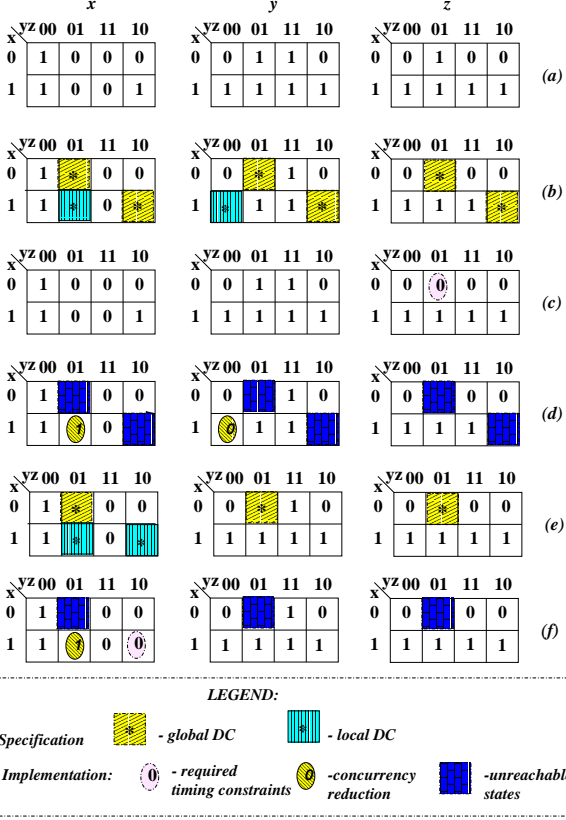 x y z
x yz 00 01 11 10 x yz 00 01 11 10 x yz 00 01 11 10
0 1 0 0 0 0 0 1 1 0 0 0 1 0 0
1 1 0 0 1 1 1 1 1 1 1 1 1 1 1 (a)
x yz 00 01 11 10 x yz 00 01 11 10 x yz 00 01 11 10
0 1 * 0 0 0 0 * 1 0 0 0 * 0 0
1 1 * 0 * 1 * 1 1 * 1 1 1 1 * (b)
x yz 00 01 11 10 x yz 00 01 11 10 x yz 00 01 11 10
0 1 0 0 0 0 0 1 1 0 0 0 0 0 0
1 1 0 0 1 1 1 1 1 1 1 1 1 1 1 (c)
x yz 00 01 11 10 x yz 00 01 11 10 x yz 00 01 11 10
0 1 0 0 0 0 1 0 0 0 0 0
1 1 1 0 1 0 1 1 1 1 1 1 (d)
x yz 00 01 11 10 x yz 00 01 11 10 x yz 00 01 11 10
0 1 * 0 0 0 0 * 1 0 0 0 * 0 0
1 1 * 0 * 1 1 1 1 1 1 1 1 1 1 (e)
x yz 00 01 11 10 x yz 00 01 11 10 x yz 00 01 11 10
0 1 0 0 0 0 1 0 0 0 0 0
1 1 1 0 0 1 1 1 1 1 1 1 1 1 1 (f)
LEGEND:
Specification * - global DC * - local DC
Implementation: 0 - required timing constraints 0 -concurrency reduction -unreachable states